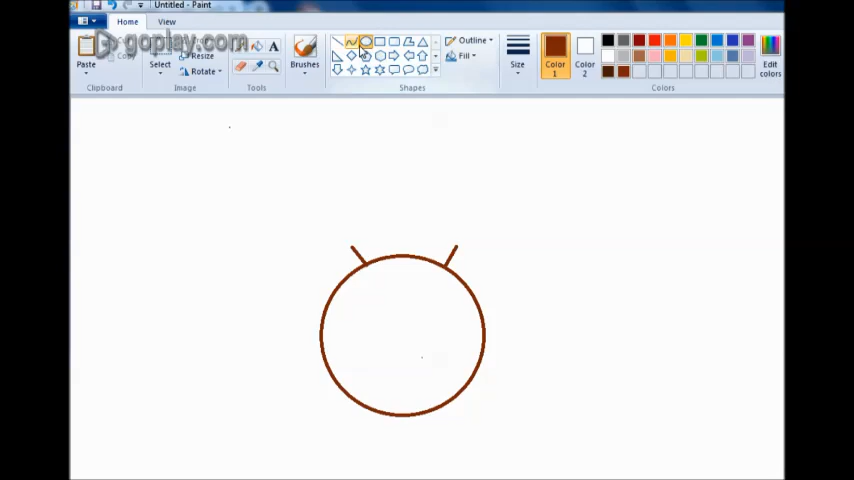 Untitled - Paint
Home View
goplay.com
Paste
Select
Resize
Rotate
A
Brushes
Outline
Fill
Size
Color 1
Color 2
Edit colors
Clipboard Image Tools Shapes Colors